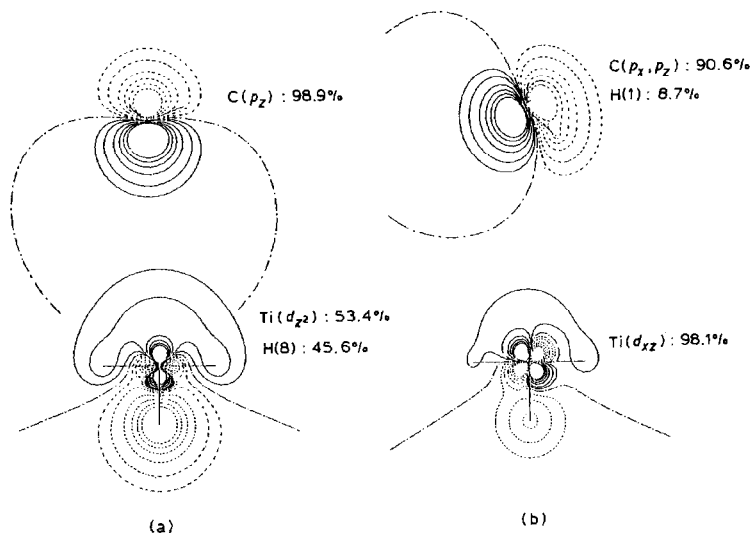 C(p_z) : 98.9%
Ti(d_z²) : 53.4%
H(8) : 45.6%
(a)
C(p_x, p_z) : 90.6%
H(1) : 8.7%
Ti(d_xz) : 98.1%
(b)